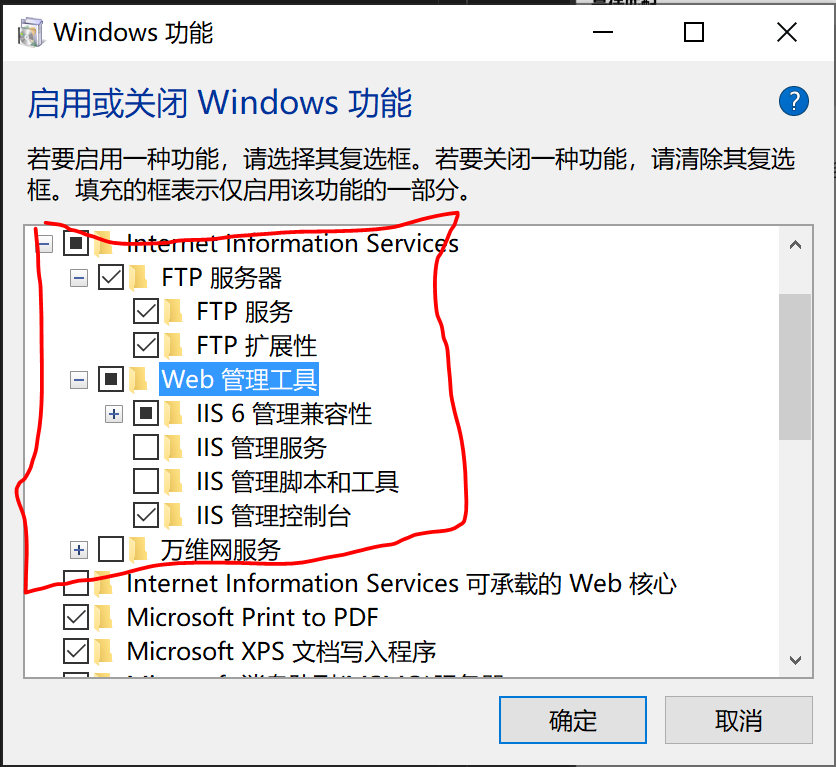 Windows 功能
启用或关闭 Windows 功能
若要启用一种功能，请选择其复选框。若要关闭一种功能，请清除其复选
框。填充的框表示仅启用该功能的一部分。
Internet Information Services
FTP 服务器
FTP 服务
FTP 扩展性
Web 管理工具
IIS 6 管理兼容性
IIS 管理服务
IIS 管理脚本和工具
IIS 管理控制台
万维网服务
Internet Information Services 可承载的 Web 核心
Microsoft Print to PDF
Microsoft XPS 文档写入程序
确定
取消